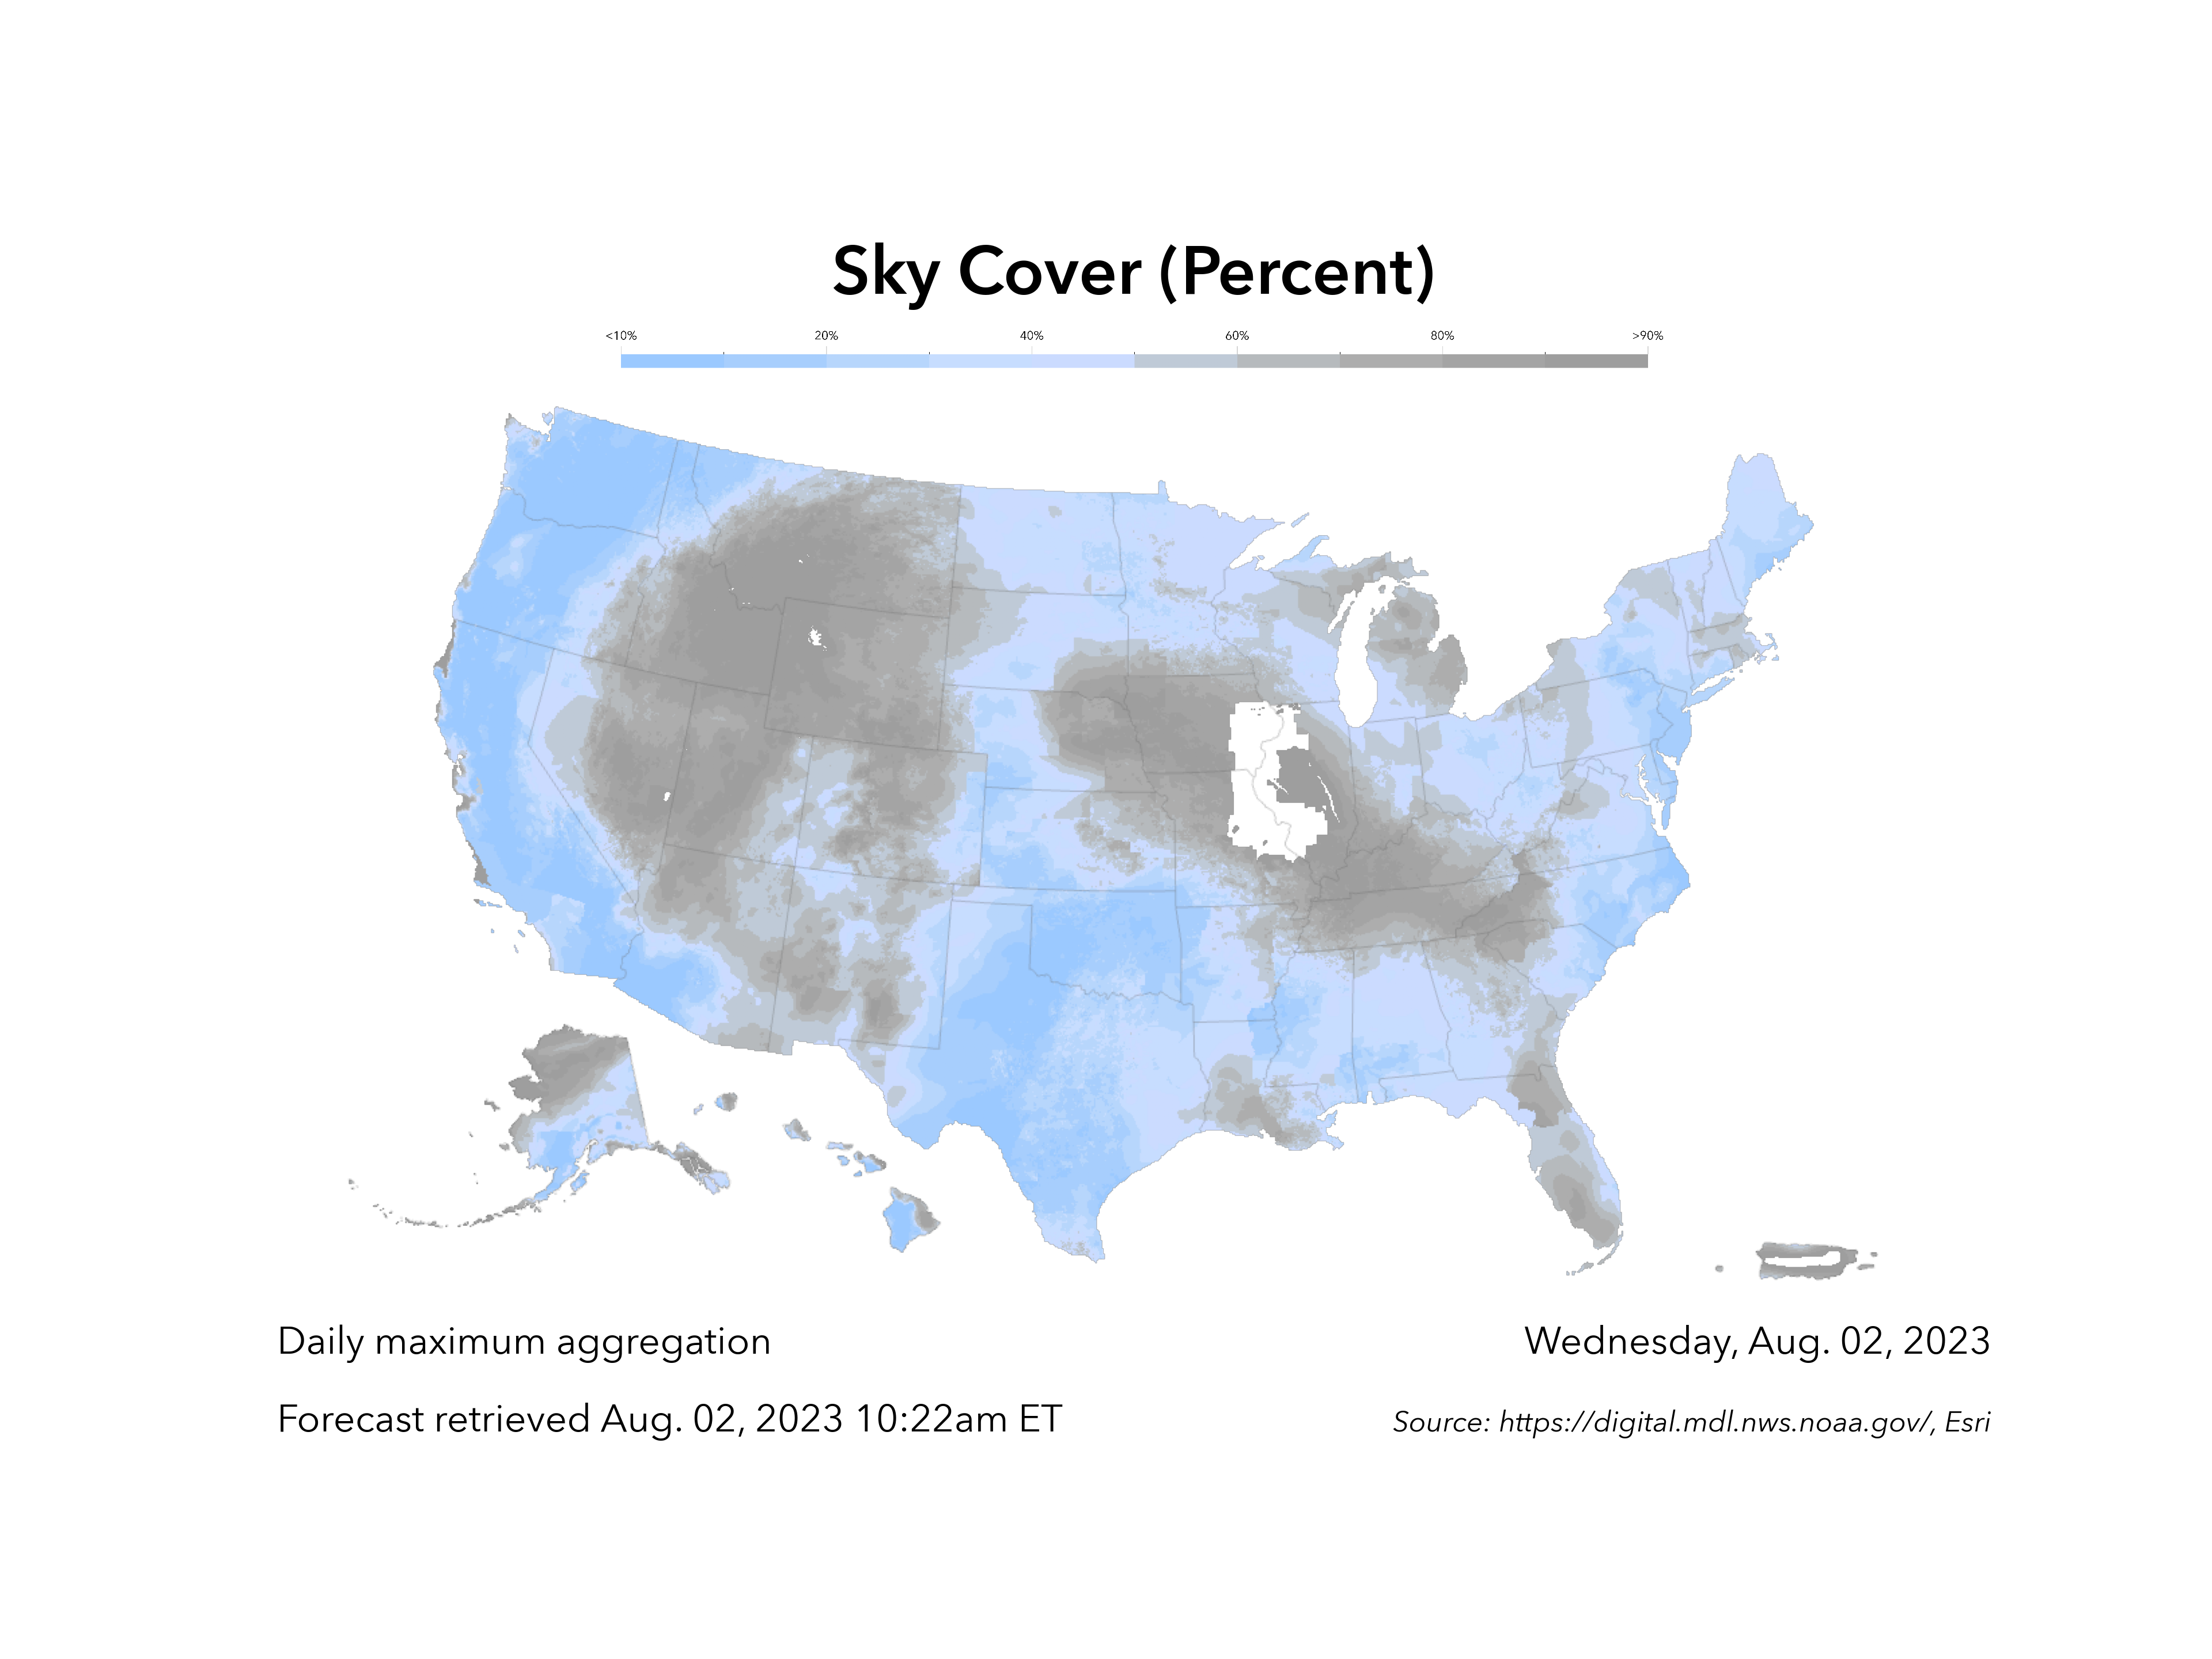 Sky Cover (Percent)
<10% 20% 40% 60% 80% >90%
Daily maximum aggregation
Wednesday, Aug. 02, 2023
Forecast retrieved Aug. 02, 2023 10:22am ET
Source: https://digital.mdl.nws.noaa.gov/, Esri